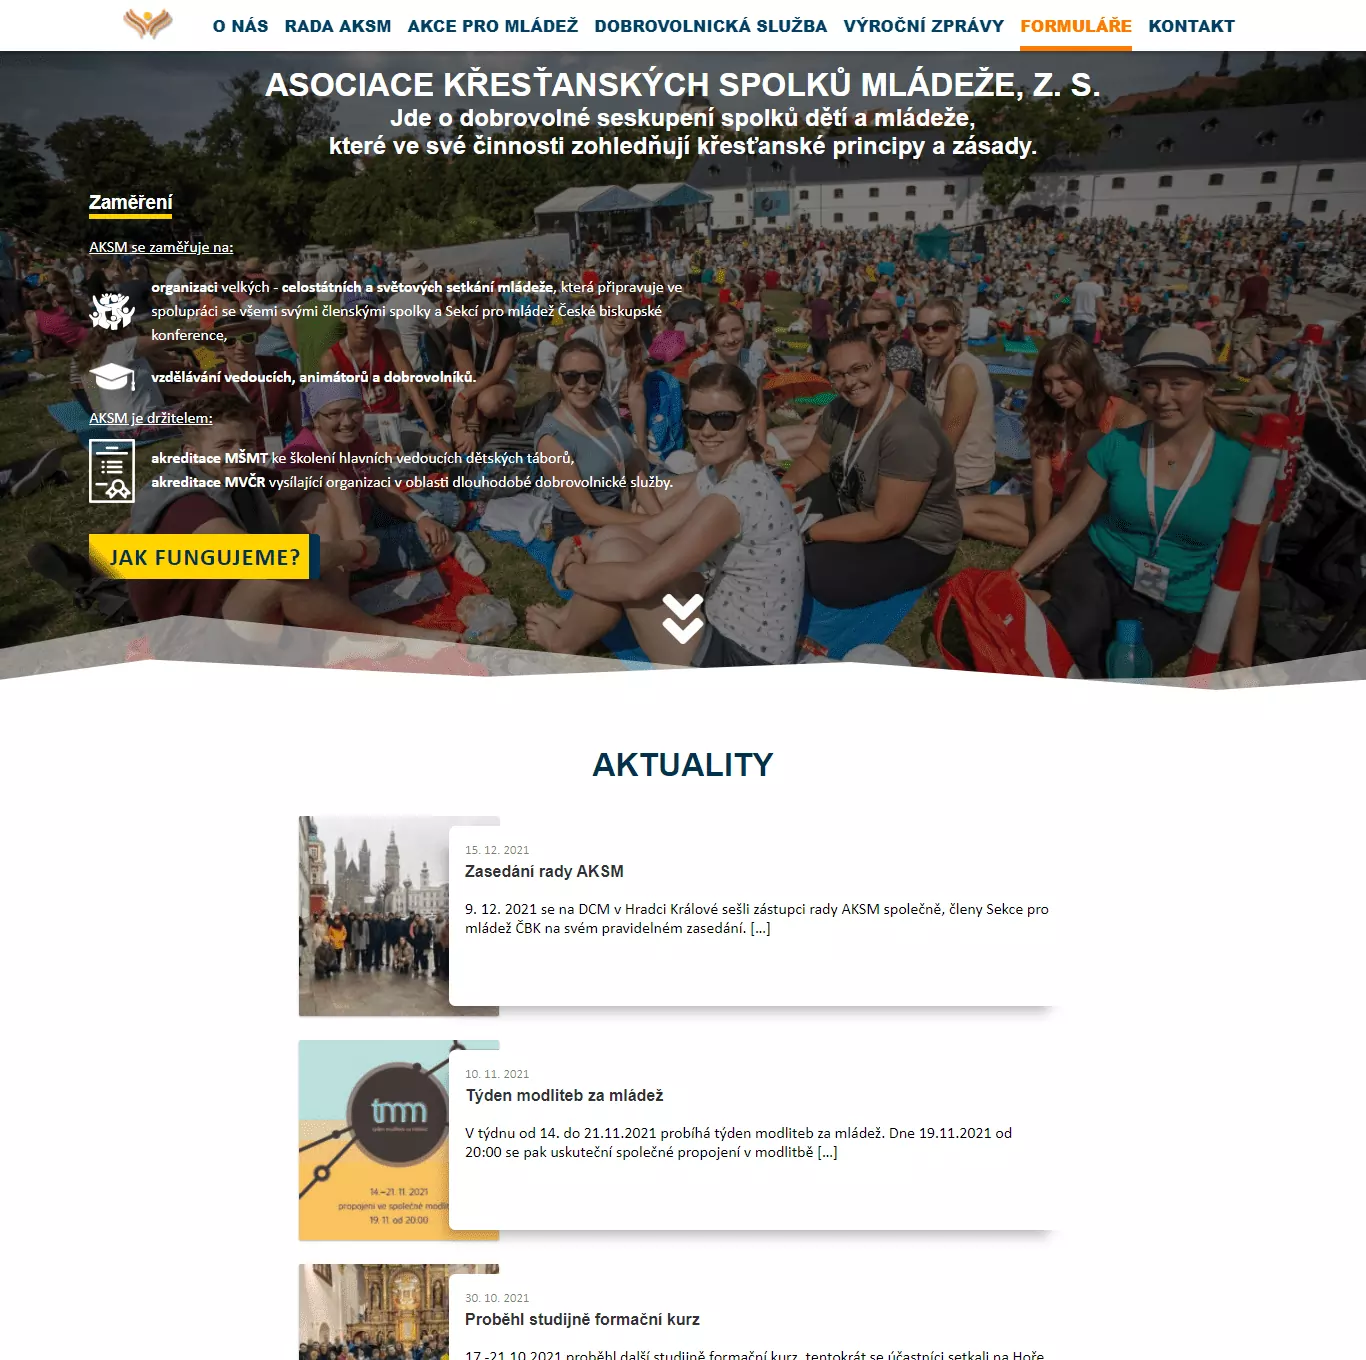 O NÁS RADA AKSM AKCE PRO MLÁDEŽ DOBROVOLNICKÁ SLUŽBA VÝROČNÍ ZPRÁVY FORMULÁŘE KONTAKT
ASOCIACE KŘESŤANSKÝCH SPOLKŮ MLÁDEŽE, Z. S.
Jde o dobrovolné seskupení spolků dětí a mládeže,
které ve své činnosti zohledňují křesťanské principy a zásady.
Zaměření
AKSM se zaměřuje na:
organizaci velkých - celostátních a světových setkání mládeže, která připravuje ve
spolupráci se všemi svými členskými spolky a Sekcí pro mládež České biskupské
konference,
vzdělávání vedoucích, animátorů a dobrovolníků.
AKSM je držitelem:
akreditace MŠMT ke školení hlavních vedoucích dětských táborů,
akreditace MVČR vysílající organizaci v oblasti dlouhodobé dobrovolnické služby.
JAK FUNGUJEME?
AKTUALITY
15. 12. 2021
Zasedání rady AKSM
9. 12. 2021 se na DCM v Hradci Králové sešli zástupci rady AKSM společně, členy Sekce pro
mládež ČBK na svém pravidelném zasedání. [...]
tmm
týden modliteb za mládež
14.–21. 11. 2021
propojení ve společné
19. 11. od 20:00
10. 11. 2021
Týden modliteb za mládež
V týdnu od 14. do 21.11.2021 probíhá týden modliteb za mládež. Dne 19.11.2021 od
20:00 se pak uskuteční společné propojení v modlitbě [...]
30. 10. 2021
Proběhl studijně formační kurz
17.-21.10.2021 proběhl další studijně formační kurz, tentokrát se účastníci setkali na Hoře